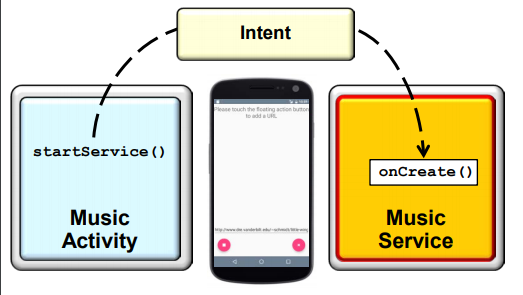 Intent
startService()
Music
Activity
Please touch the floating action button
to add a URL
onCreate()
Music
Service